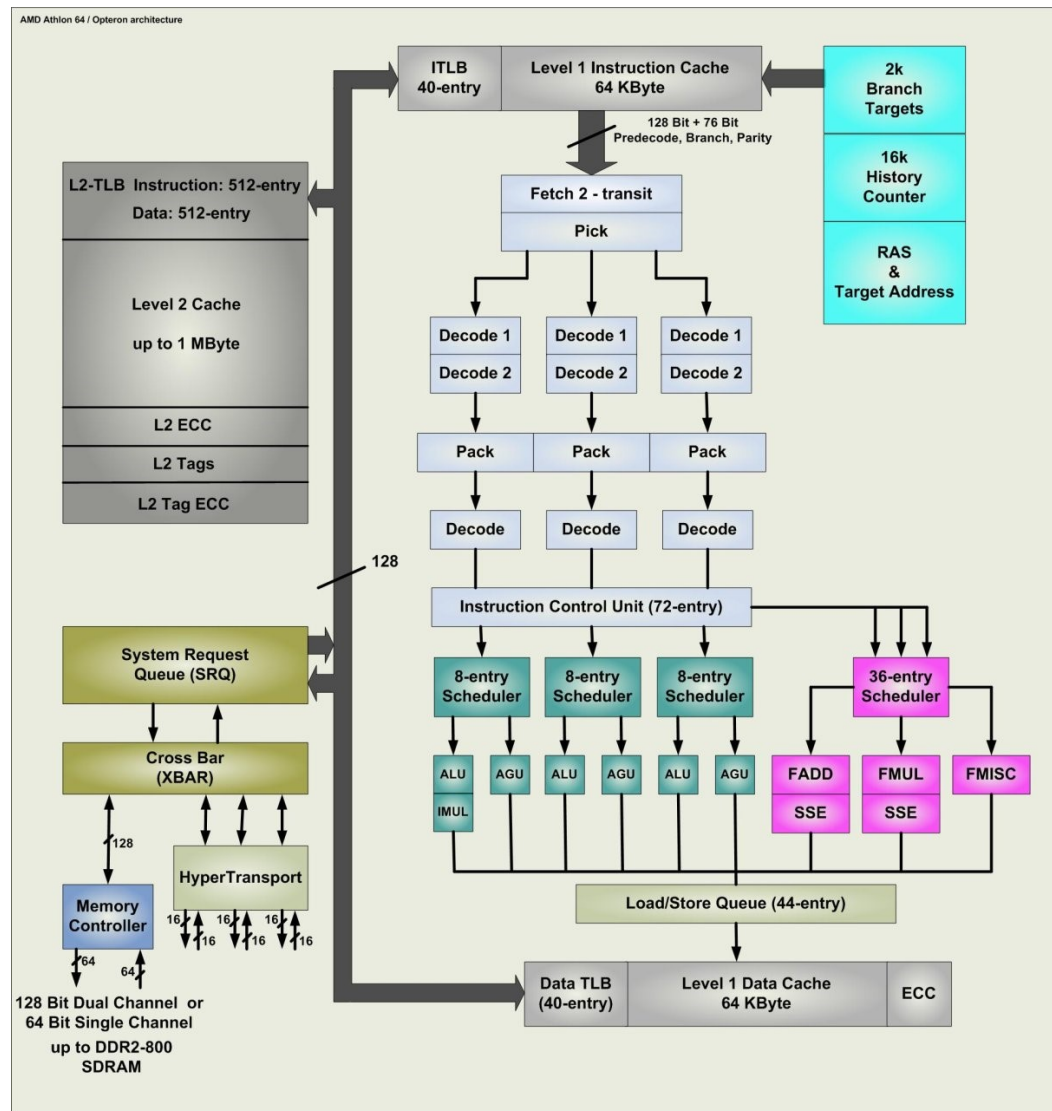 AMD Athlon 64 / Opteron architecture
ITLB
40-entry
Level 1 Instruction Cache
64 KByte
2k
Branch
Targets
16k
History
Counter
RAS
&
Target Address
128 Bit + 76 Bit
Predecode, Branch, Parity
L2-TLB Instruction: 512-entry
Data: 512-entry
Level 2 Cache
up to 1 MByte
L2 ECC
L2 Tags
L2 Tag ECC
Fetch 2 - transit
Pick
Decode 1
Decode 1
Decode 1
Decode 2
Decode 2
Decode 2
Pack
Pack
Pack
Decode
Decode
Decode
128
Instruction Control Unit (72-entry)
System Request
Queue (SRQ)
8-entry
Scheduler
8-entry
Scheduler
8-entry
Scheduler
36-entry
Scheduler
Cross Bar
(XBAR)
ALU
IMUL
AGU
ALU
AGU
ALU
AGU
FADD
SSE
FMUL
SSE
FMISC
128
HyperTransport
16
16
16
16
16
16
Memory
Controller
64
64
128 Bit Dual Channel or
64 Bit Single Channel
up to DDR2-800
SDRAM
Load/Store Queue (44-entry)
Data TLB
(40-entry)
Level 1 Data Cache
64 KByte
ECC